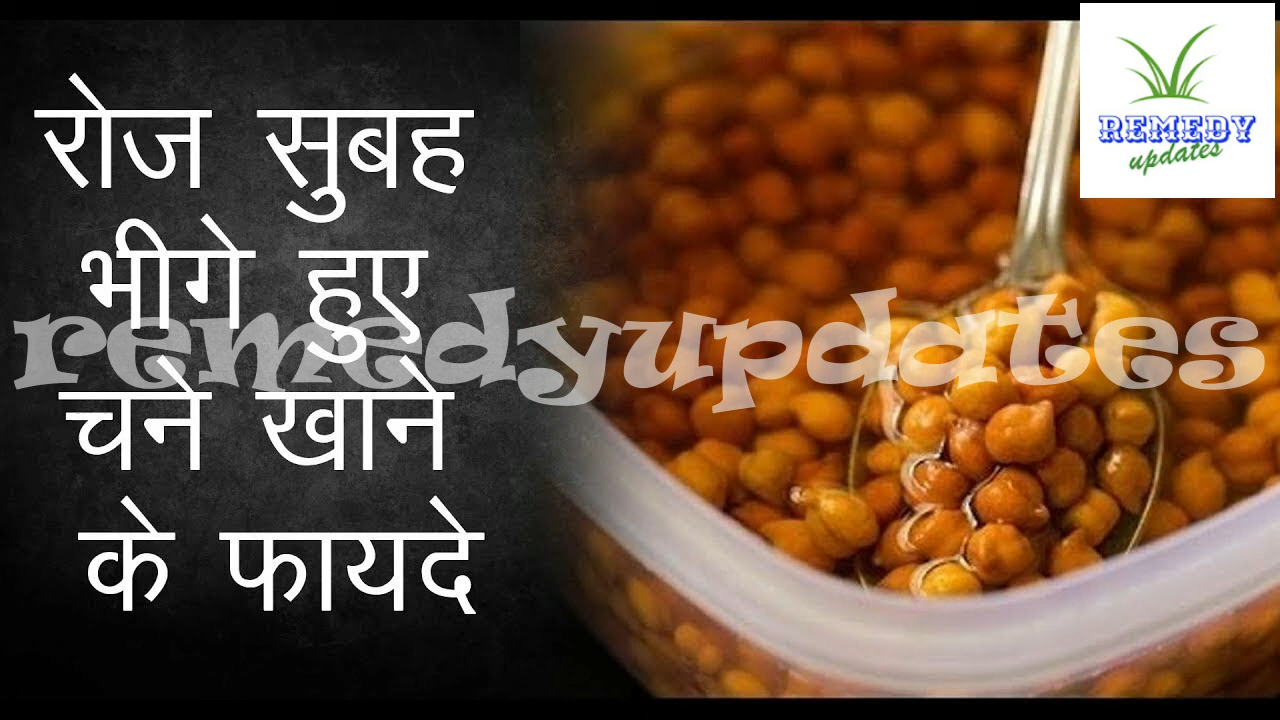 रोज सुबह
भीगे हुए
चने खाने
के फायदे
remedyupdates
REMEDY
updates